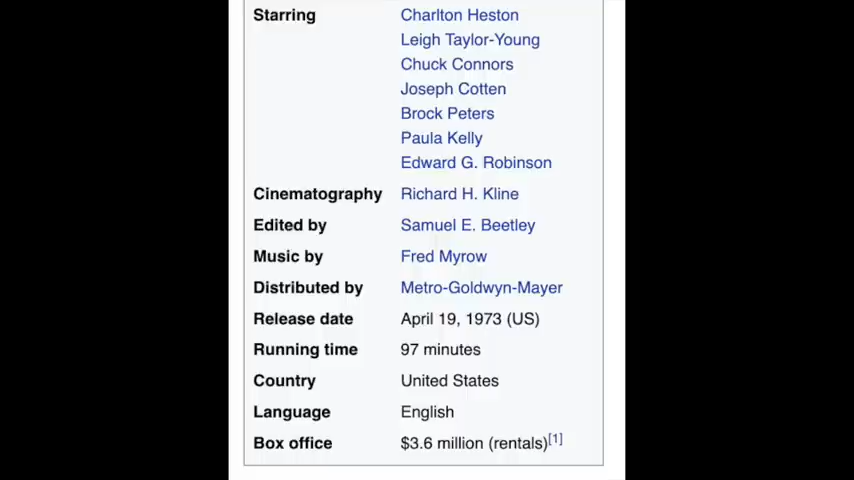 Starring Charlton Heston
Leigh Taylor-Young
Chuck Connors
Joseph Cotten
Brock Peters
Paula Kelly
Edward G. Robinson
Cinematography Richard H. Kline
Edited by Samuel E. Beetley
Music by Fred Myrow
Distributed by Metro-Goldwyn-Mayer
Release date April 19, 1973 (US)
Running time 97 minutes
Country United States
Language English
Box office $3.6 million (rentals)[1]